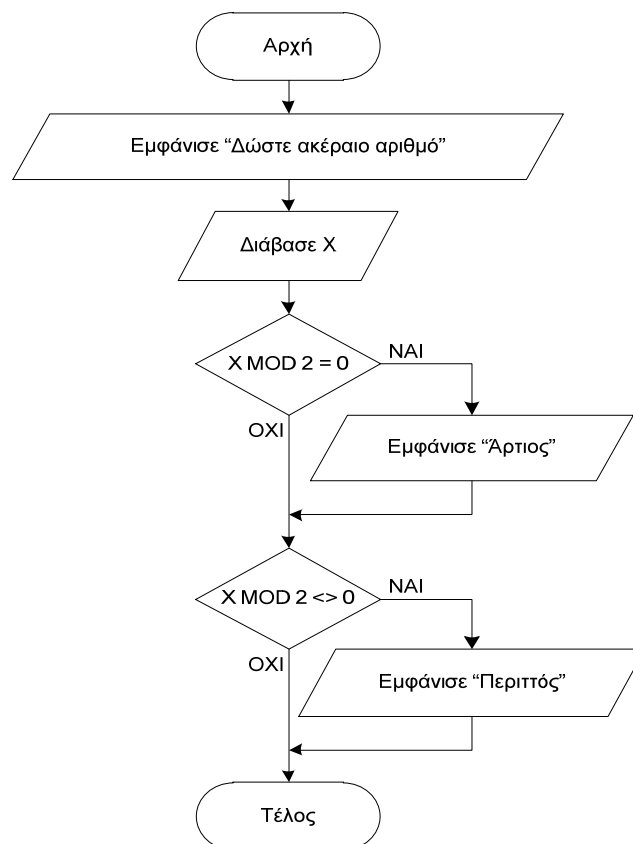 Αρχή
Εμφάνισε “Δώστε ακέραιο αριθμό”
Διάβασε Χ
X MOD 2 = 0
ΝΑΙ
ΟΧΙ
Εμφάνισε “Άρτιος”
X MOD 2 <> 0
ΝΑΙ
ΟΧΙ
Εμφάνισε “Περιττός”
Τέλος